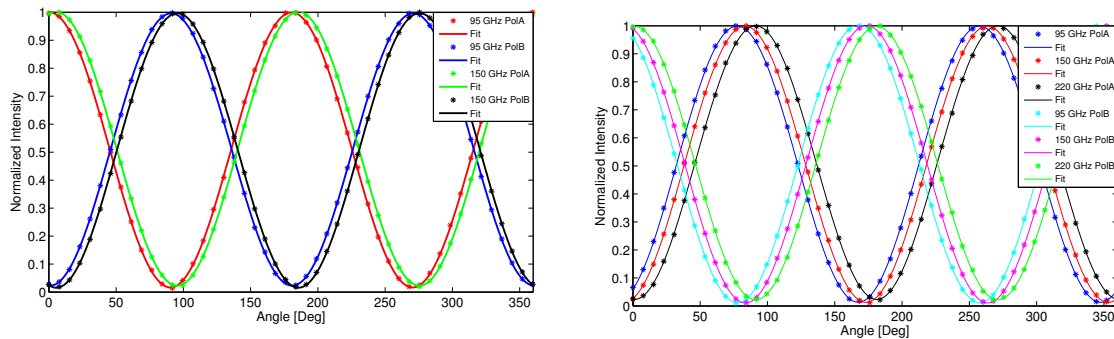 Normalized Intensity
1
0.9
0.8
0.7
0.6
0.5
0.4
0.3
0.2
0.1
0
0 50 100 150 200 250 300 350
Angle [Deg]
95 GHz PolA
Fit
95 GHz PolB
Fit
150 GHz PolA
Fit
150 GHz PolB
Fit
Normalized Intensity
1
0.9
0.8
0.7
0.6
0.5
0.4
0.3
0.2
0.1
0
0 50 100 150 200 250 300 350
Angle [Deg]
95 GHz PolA
Fit
150 GHz PolA
Fit
220 GHz PolA
Fit
95 GHz PolB
Fit
150 GHz PolB
Fit
220 GHz PolB
Fit